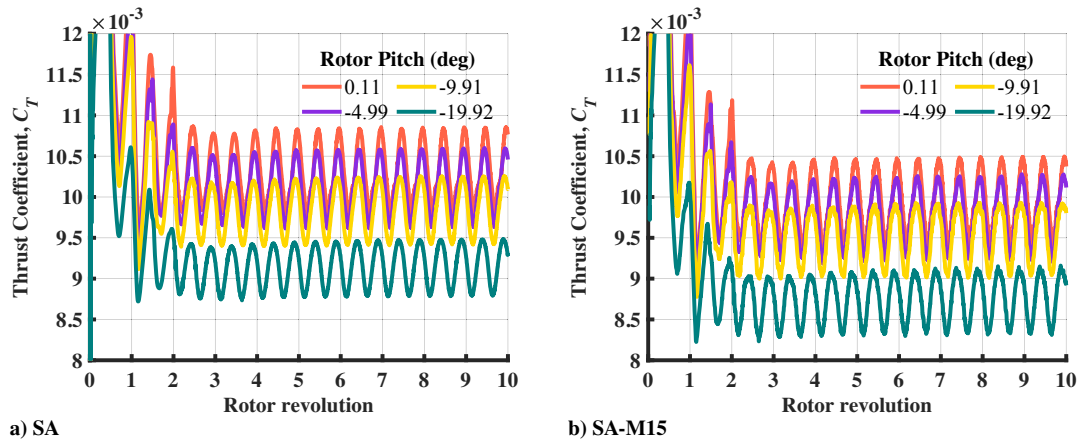 ×10⁻³
12
11.5
11
10.5
10
9.5
9
8.5
8
Thrust Coefficient, C_T
Rotor Pitch (deg)
0.11 -9.91
-4.99 -19.92
0 1 2 3 4 5 6 7 8 9 10
Rotor revolution
a) SA
×10⁻³
12
11.5
11
10.5
10
9.5
9
8.5
8
Thrust Coefficient, C_T
Rotor Pitch (deg)
0.11 -9.91
-4.99 -19.92
0 1 2 3 4 5 6 7 8 9 10
Rotor revolution
b) SA-M15